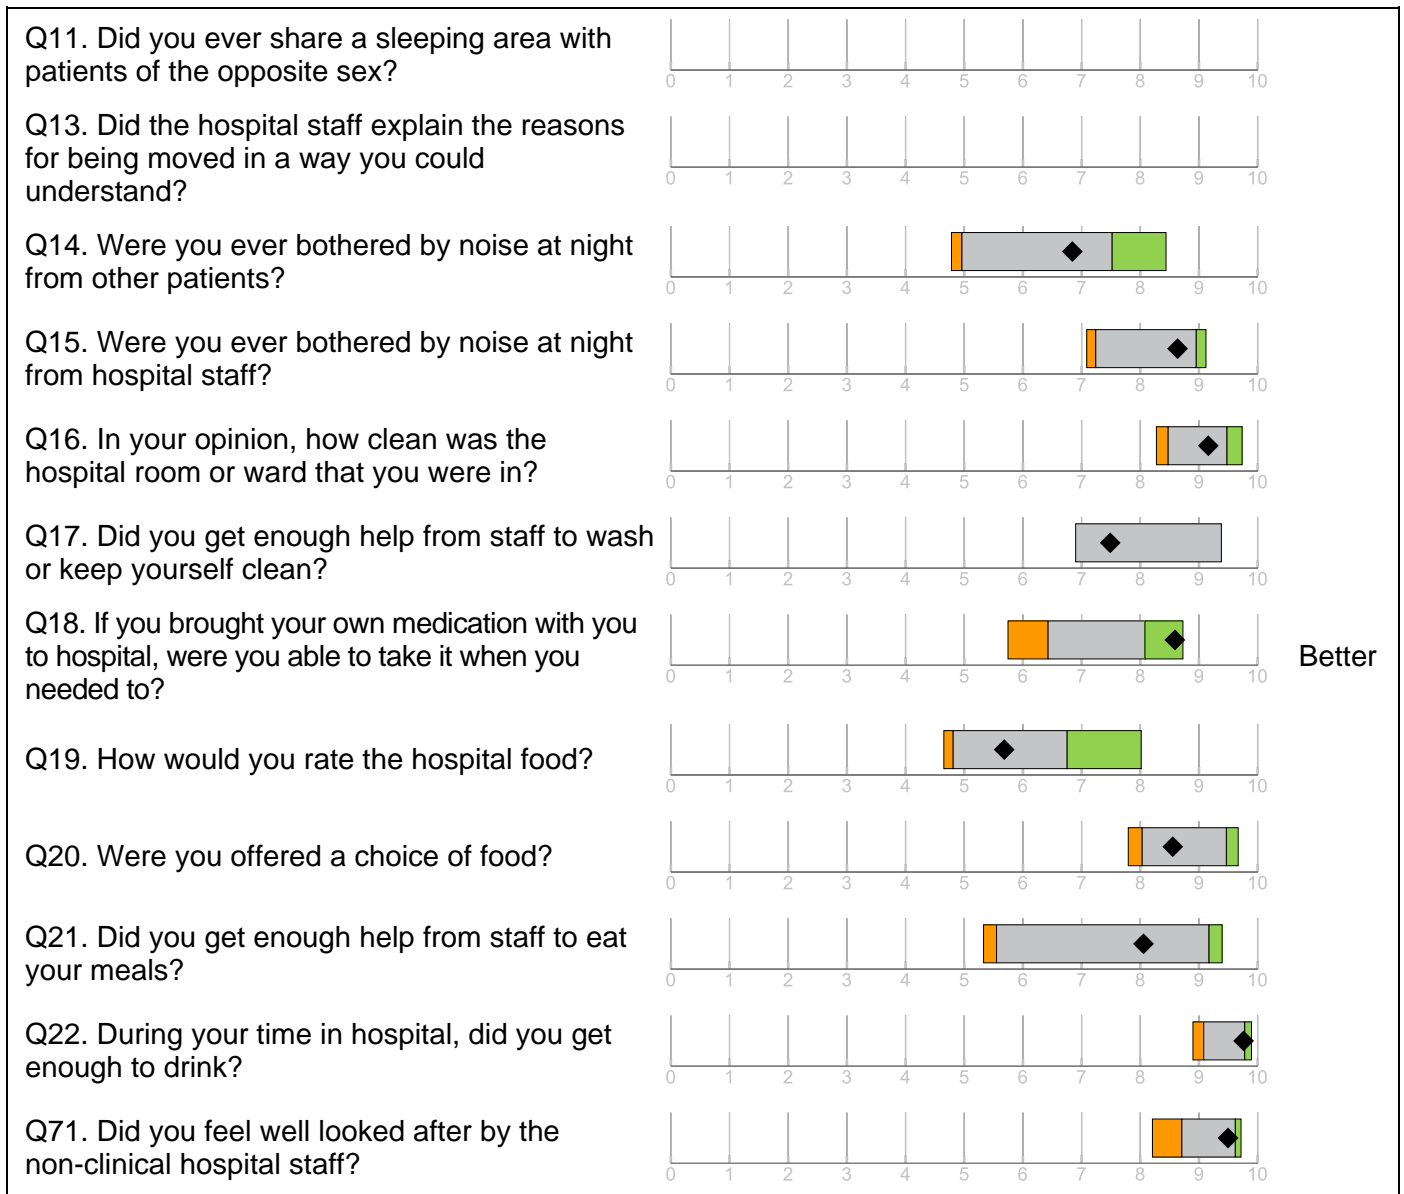 Q11. Did you ever share a sleeping area with
patients of the opposite sex?
0 1 2 3 4 5 6 7 8 9 10
Q13. Did the hospital staff explain the reasons
for being moved in a way you could
understand?
0 1 2 3 4 5 6 7 8 9 10
Q14. Were you ever bothered by noise at night
from other patients?
0 1 2 3 4 5 6 7 8 9 10
Q15. Were you ever bothered by noise at night
from hospital staff?
0 1 2 3 4 5 6 7 8 9 10
Q16. In your opinion, how clean was the
hospital room or ward that you were in?
0 1 2 3 4 5 6 7 8 9 10
Q17. Did you get enough help from staff to wash
or keep yourself clean?
0 1 2 3 4 5 6 7 8 9 10
Q18. If you brought your own medication with you
to hospital, were you able to take it when you
needed to?
0 1 2 3 4 5 6 7 8 9 10
Better
Q19. How would you rate the hospital food?
0 1 2 3 4 5 6 7 8 9 10
Q20. Were you offered a choice of food?
0 1 2 3 4 5 6 7 8 9 10
Q21. Did you get enough help from staff to eat
your meals?
0 1 2 3 4 5 6 7 8 9 10
Q22. During your time in hospital, did you get
enough to drink?
0 1 2 3 4 5 6 7 8 9 10
Q71. Did you feel well looked after by the
non-clinical hospital staff?
0 1 2 3 4 5 6 7 8 9 10